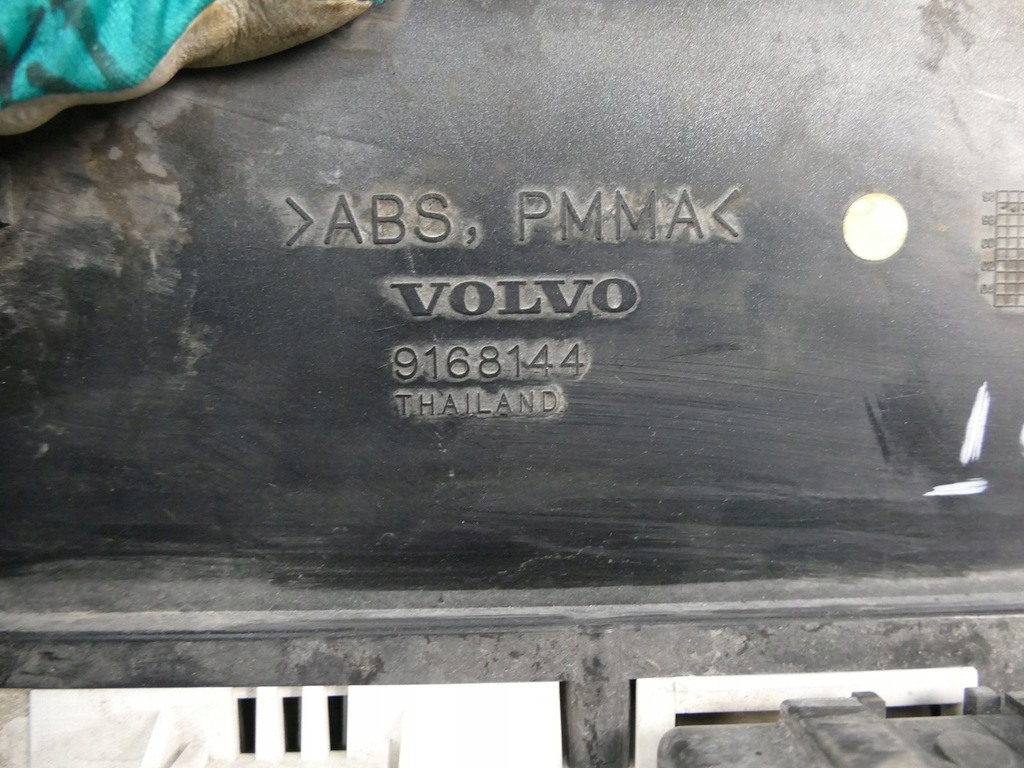 >ABS, PMMA<
VOLVO
9168144
THAILAND